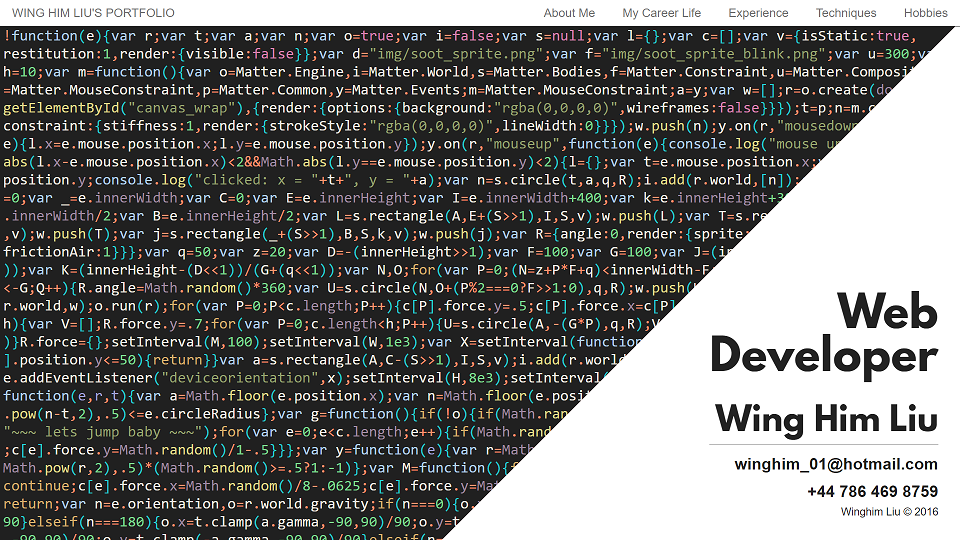 WING HIM LIU'S PORTFOLIO About Me My Career Life Experience Techniques Hobbies
!function(e){var r;var t;var a;var n;var o=true;var i=false;var s=null;var l={};var c=[];var v={isStatic:true,
restitution:1,render:{visible:false}};var d="img/soot_sprite.png";var f="img/soot_sprite_blink.png";var u=300;v
h=10;var m=function(){var o=Matter.Engine,i=Matter.World,s=Matter.Bodies,f=Matter.Constraint,u=Matter.Composi
=Matter.MouseConstraint,p=Matter.Common,y=Matter.Events;m=Matter.MouseConstraint;a=y;var w=[];r=o.create(do
getElementById("canvas_wrap"),{render:{options:{background:"rgba(0,0,0,0)",wireframes:false}}});t=p;n=m.c
constraint:{stiffness:1,render:{strokeStyle:"rgba(0,0,0,0)",lineWidth:0}}});w.push(n);y.on(r,"mousedown
e){l.x=e.mouse.position.x;l.y=e.mouse.position.y});y.on(r,"mouseup",function(e){console.log("mouse up
abs(l.x-e.mouse.position.x)<2&&Math.abs(l.y==e.mouse.position.y)<2){l={};var t=e.mouse.position.x;v
position.y;console.log("clicked: x = "+t+", y = "+a);var n=s.circle(t,a,q,R);i.add(r.world,[n]);
=0;var _=e.innerWidth;var C=0;var E=e.innerHeight;var I=e.innerWidth+400;var k=e.innerHeight+3
.innerWidth/2;var B=e.innerHeight/2;var L=s.rectangle(A,E+(S>>1),I,S,v);w.push(L);var T=s.re
,v);w.push(T);var j=s.rectangle(_+(S>>1),B,S,k,v);w.push(j);var R={angle:0,render:{sprite:
frictionAir:1}}};var q=50;var z=20;var D=-(innerHeight>>1);var F=100;var G=100;var J=(i
));var K=(innerHeight-(D<<1))/(G+(q<<1));var N,O;for(var P=0;(N=z+P*F+q)<innerWidth-F
<-G;Q++){R.angle=Math.random()*360;var U=s.circle(N,O+(P%2===0?F>>1:0),q,R);w.push(
r.world,w);o.run(r);for(var P=0;P<c.length;P++){c[P].force.y=.5;c[P].force.x=c[P]
h){var V=[];R.force.y=.7;for(var P=0;c.length<h;P++){U=s.circle(A,-(G*P),q,R);V
)}R.force={};setInterval(M,100);setInterval(W,1e3);var X=setInterval(function
].position.y<=50){return}}var a=s.rectangle(A,C-(S>>1),I,S,v);i.add(r.world
e.addEventListener("deviceorientation",x);setInterval(H,8e3);setInterval(
function(e,r,t){var a=Math.floor(e.position.x);var n=Math.floor(e.posi
.pow(n-t,2),.5)<=e.circleRadius};var g=function(){if(!o){if(Math.ran
"~~~ lets jump baby ~~~");for(var e=0;e<c.length;e++){if(Math.rand
;c[e].force.y=Math.random()/1-.5}}};var y=function(e){var r=Math
Math.pow(r,2),.5)*(Math.random()>=.5?1:-1)};var M=function(){f
continue;c[e].force.x=Math.random()/8-.0625;c[e].force.y=
return;var n=e.orientation,o=r.world.gravity;if(n===0){o.
90}elseif(n===180){o.x=t.clamp(a.gamma,-90,90)/90;o.y=t
Web
Developer
Wing Him Liu
winghim_01@hotmail.com
+44 786 469 8759
Winghim Liu © 2016